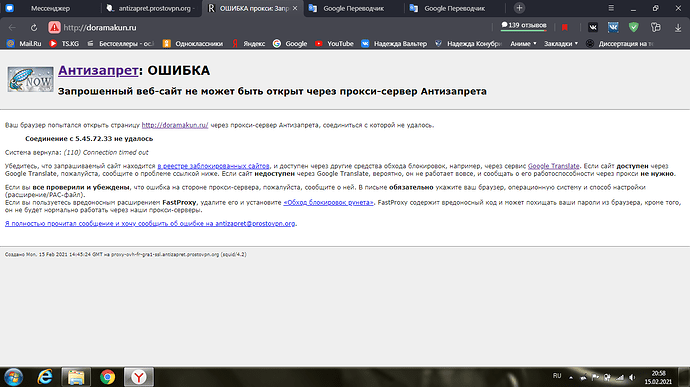 Мессенджер
antizapret.prostovpn.org -
ОШИБКА прокси: Запр
Google Переводчик
Google Переводчик
http://doramakun.ru
139 отзывов
Mail.Ru
TS.KG
Бестселлеры - осл
Одноклассники
Яндекс
Google
YouTube
Надежда Вальтер
Надежда Конубри
Аниме
Закладки
Диссертация на т
NOW
Антизапрет: ОШИБКА
Запрошенный веб-сайт не может быть открыт через прокси-сервер Антизапрета
Ваш браузер попытался открыть страницу http://doramakun.ru/ через прокси-сервер Антизапрета, соединиться с которой не удалось.
Соединение с 5.45.72.33 не удалось
Система вернула: (110) Connection timed out
Убедитесь, что запрашиваемый сайт находится в реестре заблокированных сайтов, и доступен через другие средства обхода блокировок, например, через сервис Google Translate. Если сайт доступен через
Google Translate, пожалуйста, сообщите о проблеме ссылкой ниже. Если сайт недоступен через Google Translate, вероятно, он не работает вовсе, и сообщать о его работоспособности через прокси не
нужно.
Если вы все проверили и убеждены, что ошибка на стороне прокси-сервера, пожалуйста, сообщите о ней. В письме обязательно укажите ваш браузер, операционную систему и способ настройки
(расширение/PAC-файл).
Если вы пользуетесь вредоносным расширением FastProxy, удалите его и установите «Обход блокировок рунета». FastProxy содержит вредоносный код и может похищать ваши пароли из браузера, кроме того,
он не будет нормально работать через наши прокси-серверы.
Я полностью прочитал сообщение и хочу сообщить об ошибке на antizapret@prostovpn.org.
Создано Mon, 15 Feb 2021 14:45:24 GMT на proxy-ovh-fr-gra1-ssl.antizapret.prostovpn.org (squid/4.2)
RU
20:58
15.02.2021